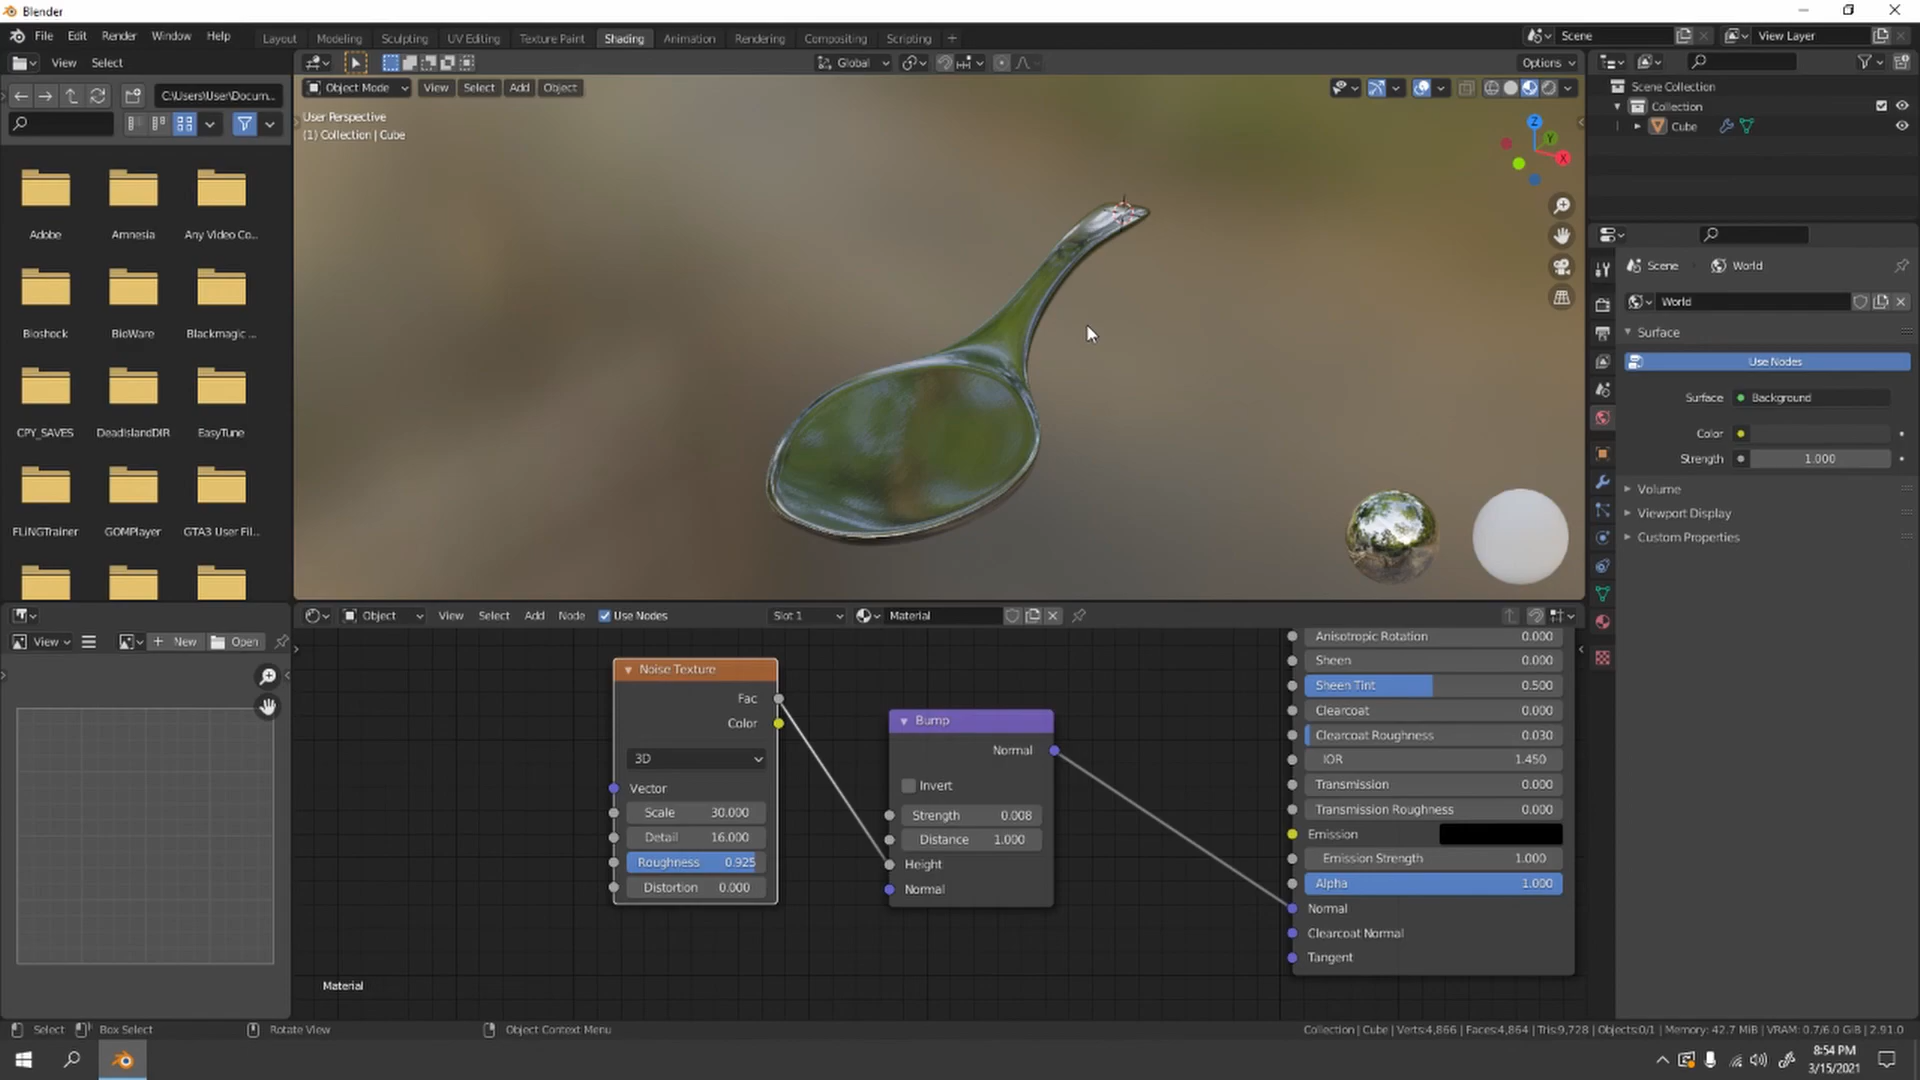 Blender
File Edit Render Window Help
Layout Modeling Sculpting UV Editing Texture Paint Shading Animation Rendering Compositing Scripting +
Scene
View Layer
View Select
Global
Options
C:\Users\User\Docum...
Object Mode View Select Add Object
User Perspective
(1) Collection | Cube
Z
Y
X
Scene Collection
Collection
Cube
Adobe Amnesia Any Video Co...
Bioshock BioWare Blackmagic ...
CPY_SAVES DeadIslandDIR EasyTune
FLiNGTrainer GOMPlayer GTA3 User Fil...
Scene World
World
Surface
Use Nodes
Surface Background
Color
Strength 1.000
Volume
Viewport Display
Custom Properties
View New Open
Object View Select Add Node Use Nodes Slot 1 Material
Noise Texture
Fac
Color
3D
Vector
Scale 30.000
Detail 16.000
Roughness 0.925
Distortion 0.000
Bump
Normal
Invert
Strength 0.008
Distance 1.000
Height
Normal
Anisotropic Rotation 0.000
Sheen 0.000
Sheen Tint 0.500
Clearcoat 0.000
Clearcoat Roughness 0.030
IOR 1.450
Transmission 0.000
Transmission Roughness 0.000
Emission
Emission Strength 1.000
Alpha 1.000
Normal
Clearcoat Normal
Tangent
Material
Select Box Select Rotate View Object Context Menu
Collection | Cube | Verts:4,866 | Faces:4,864 | Tris:9,728 | Objects:0/1 | Memory: 42.7 MiB | VRAM: 0.7/6.0 GiB | 2.91.0
8:54 PM
3/15/2021